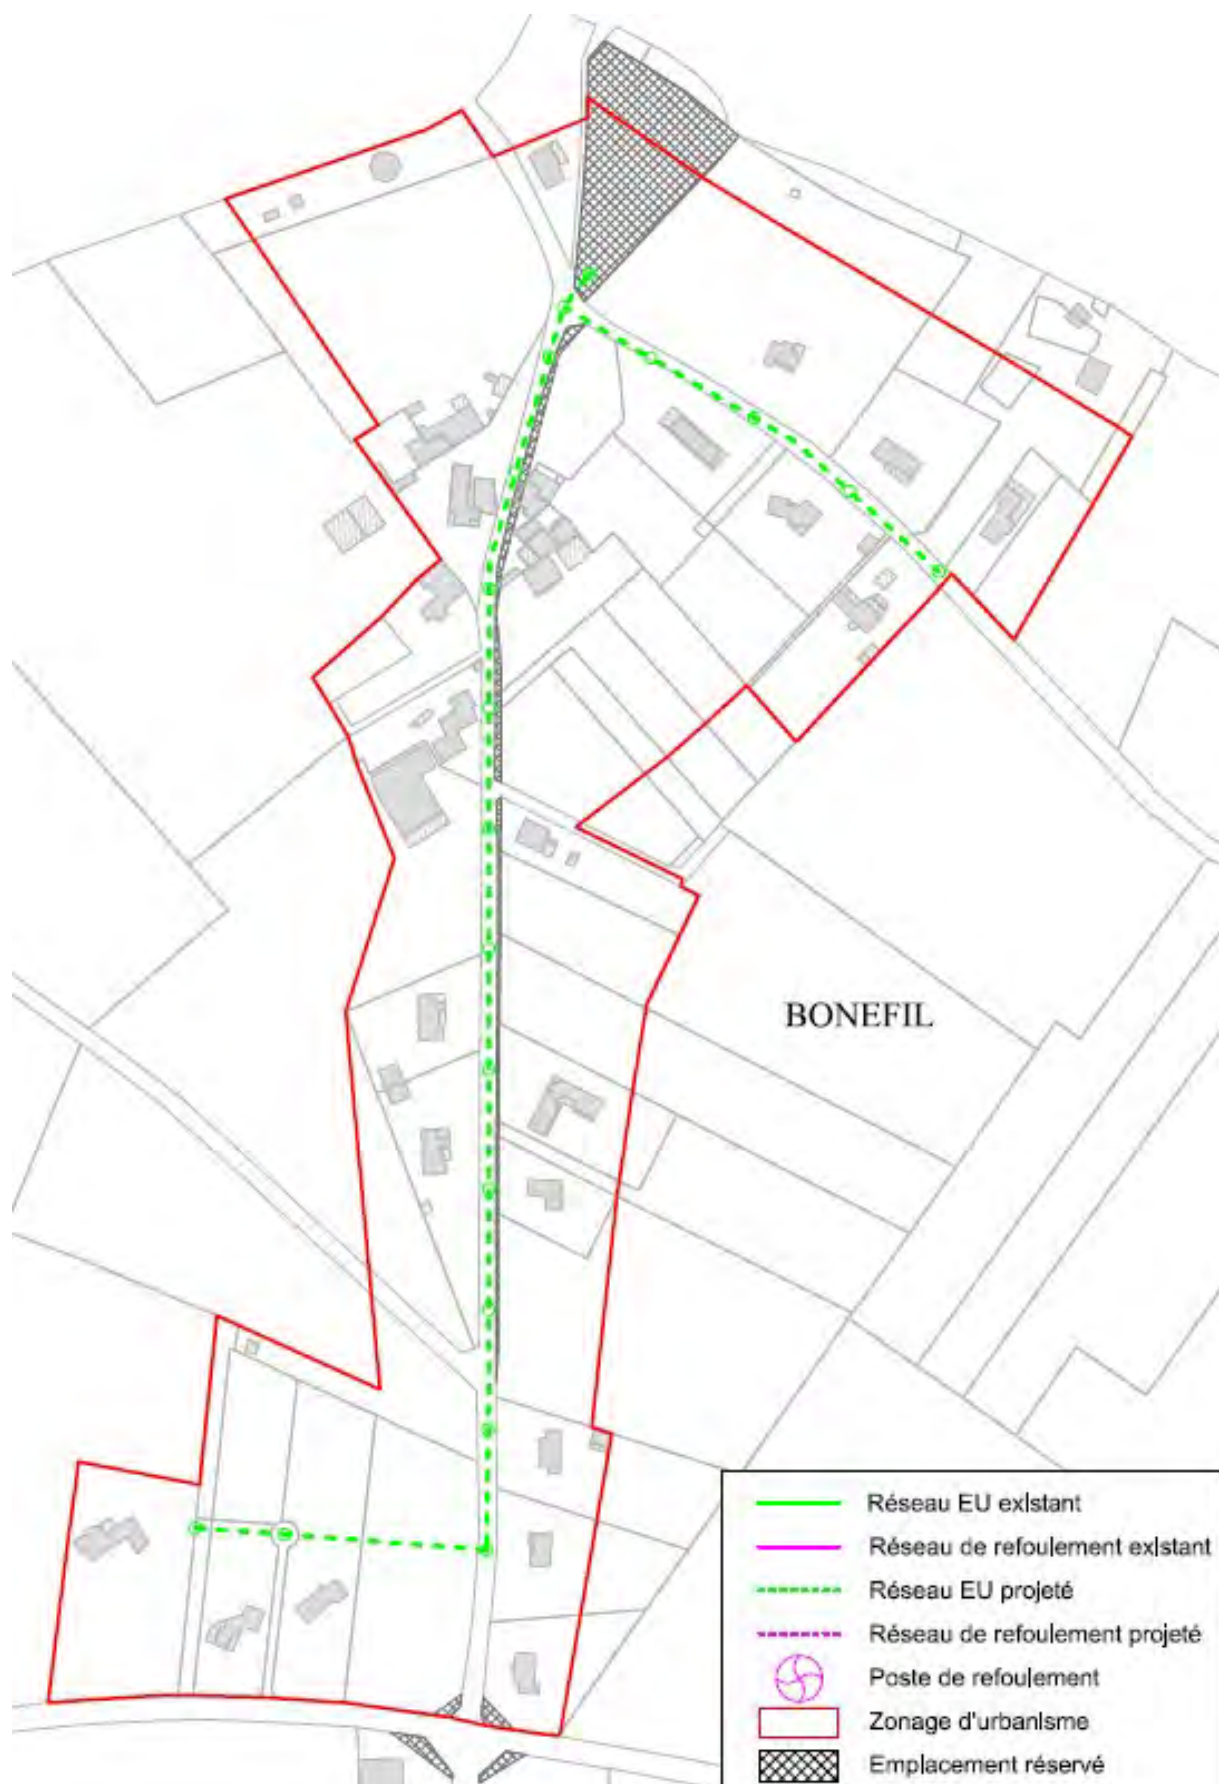 BONEFIL
Réseau EU existant
Réseau de refoulement existant
Réseau EU projeté
Réseau de refoulement projeté
Poste de refoulement
Zonage d'urbanisme
Emplacement réservé